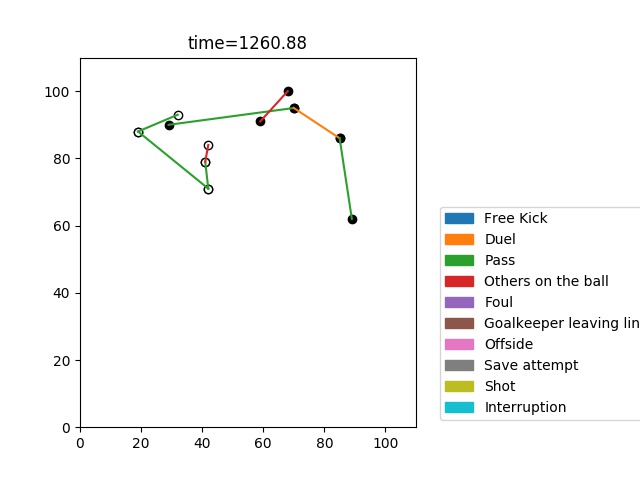 time=1260.88
100
80
60
40
20
0
0 20 40 60 80 100
Free Kick
Duel
Pass
Others on the ball
Foul
Goalkeeper leaving lin
Offside
Save attempt
Shot
Interruption